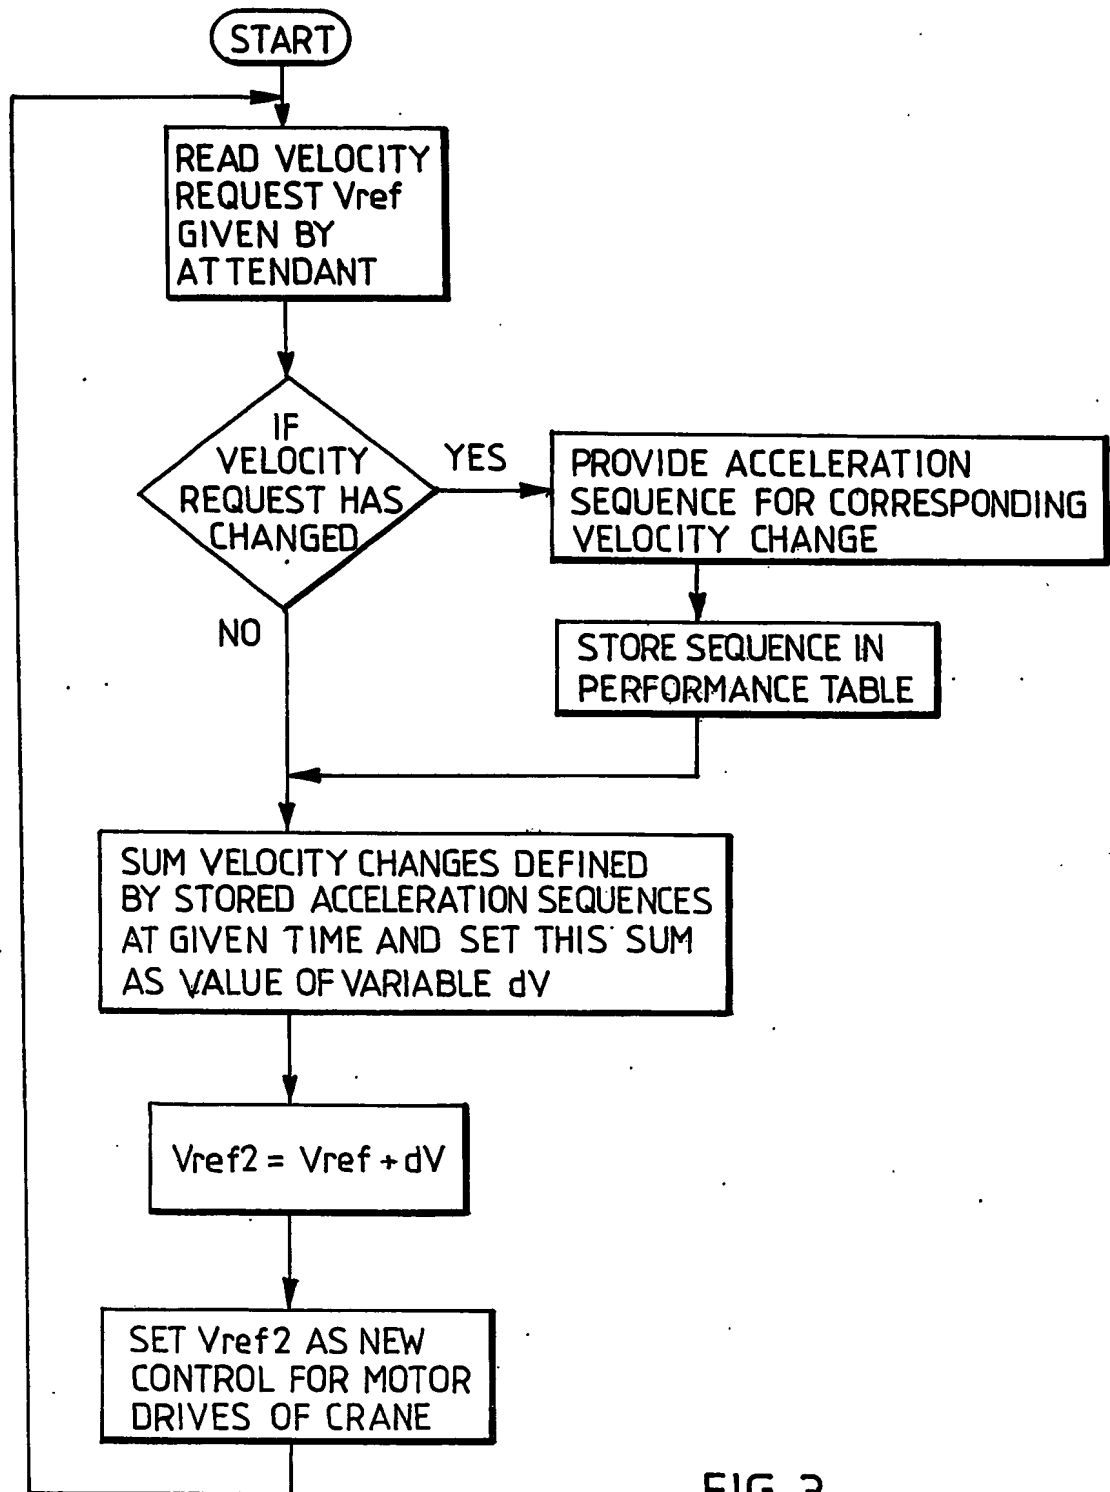 START
READ VELOCITY
REQUEST Vref
GIVEN BY
ATTENDANT
IF
VELOCITY
REQUEST HAS
CHANGED
YES
NO
PROVIDE ACCELERATION
SEQUENCE FOR CORRESPONDING
VELOCITY CHANGE
STORE SEQUENCE IN
PERFORMANCE TABLE
SUM VELOCITY CHANGES DEFINED
BY STORED ACCELERATION SEQUENCES
AT GIVEN TIME AND SET THIS SUM
AS VALUE OF VARIABLE dV
Vref2 = Vref + dV
SET Vref2 AS NEW
CONTROL FOR MOTOR
DRIVES OF CRANE
FIG. 3